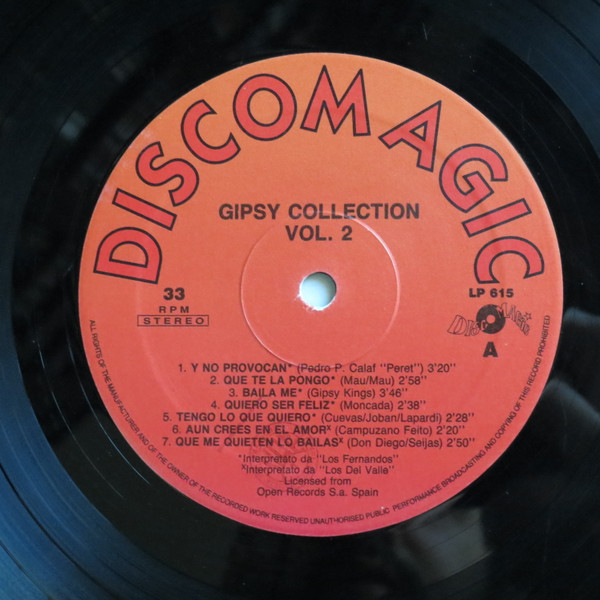 DISCOMAGIC
GIPSY COLLECTION
VOL. 2
33
RPM
STEREO
LP 615
DISCOMAGIC
A
1. Y NO PROVOCAN* (Pedro P. Calaf "Peret") 3'20"
2. QUE TE LA PONGO* (Mau/Mau) 2'58"
3. BAILA ME* (Gipsy Kings) 3'46"
4. QUIERO SER FELIZ* (Moncada) 2'38"
5. TENGO LO QUE QUIERO* (Cuevas/Joban/Lapardi) 2'28"
6. AUN CREES EN EL AMORˣ (Campuzano Feito) 2'20"
7. QUE ME QUIETEN LO BAILASˣ (Don Diego/Seijas) 2'50"
*Interpretato da "Los Fernandos"
ˣInterpretato da "Los Del Valle"
Licensed from
Open Records S.a. Spain
ALL RIGHTS OF THE MANUFACTURER AND OF THE OWNER OF THE RECORDED WORK RESERVED UNAUTHORISED PUBLIC PERFORMANCE BROADCASTING AND COPYING OF THIS RECORD PROHIBITED